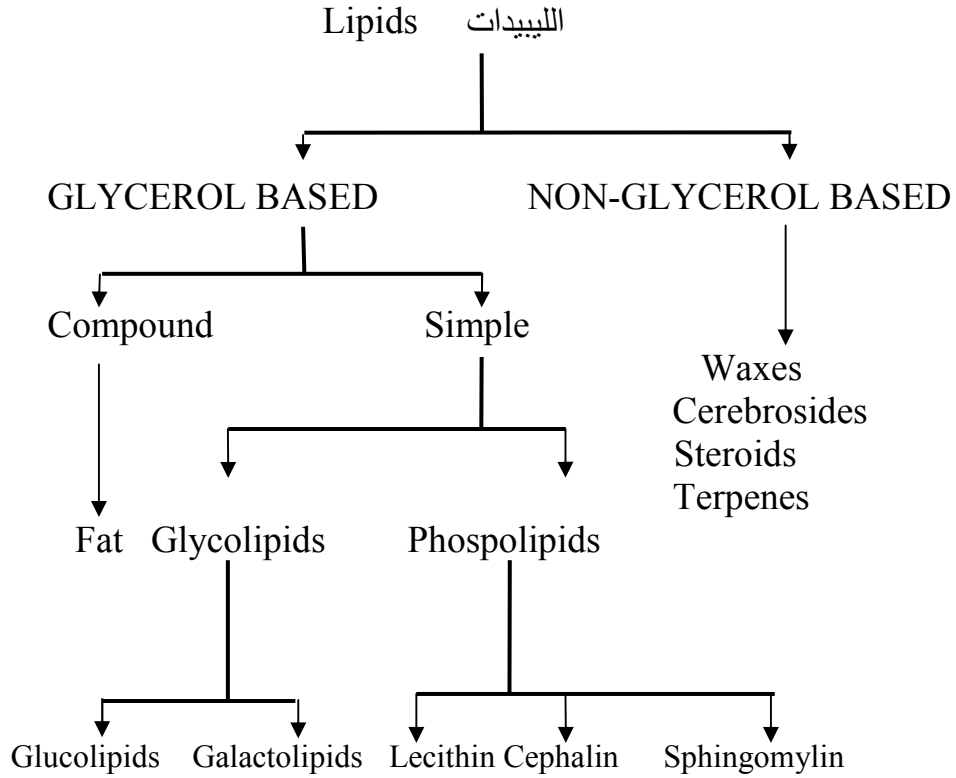 Lipids الليبيدات
GLYCEROL BASED NON-GLYCEROL BASED
Compound Simple
Waxes
Cerebrosides
Steroids
Terpenes
Fat Glycolipids Phospolipids
Glucolipids Galactolipids Lecithin Cephalin Sphingomylin